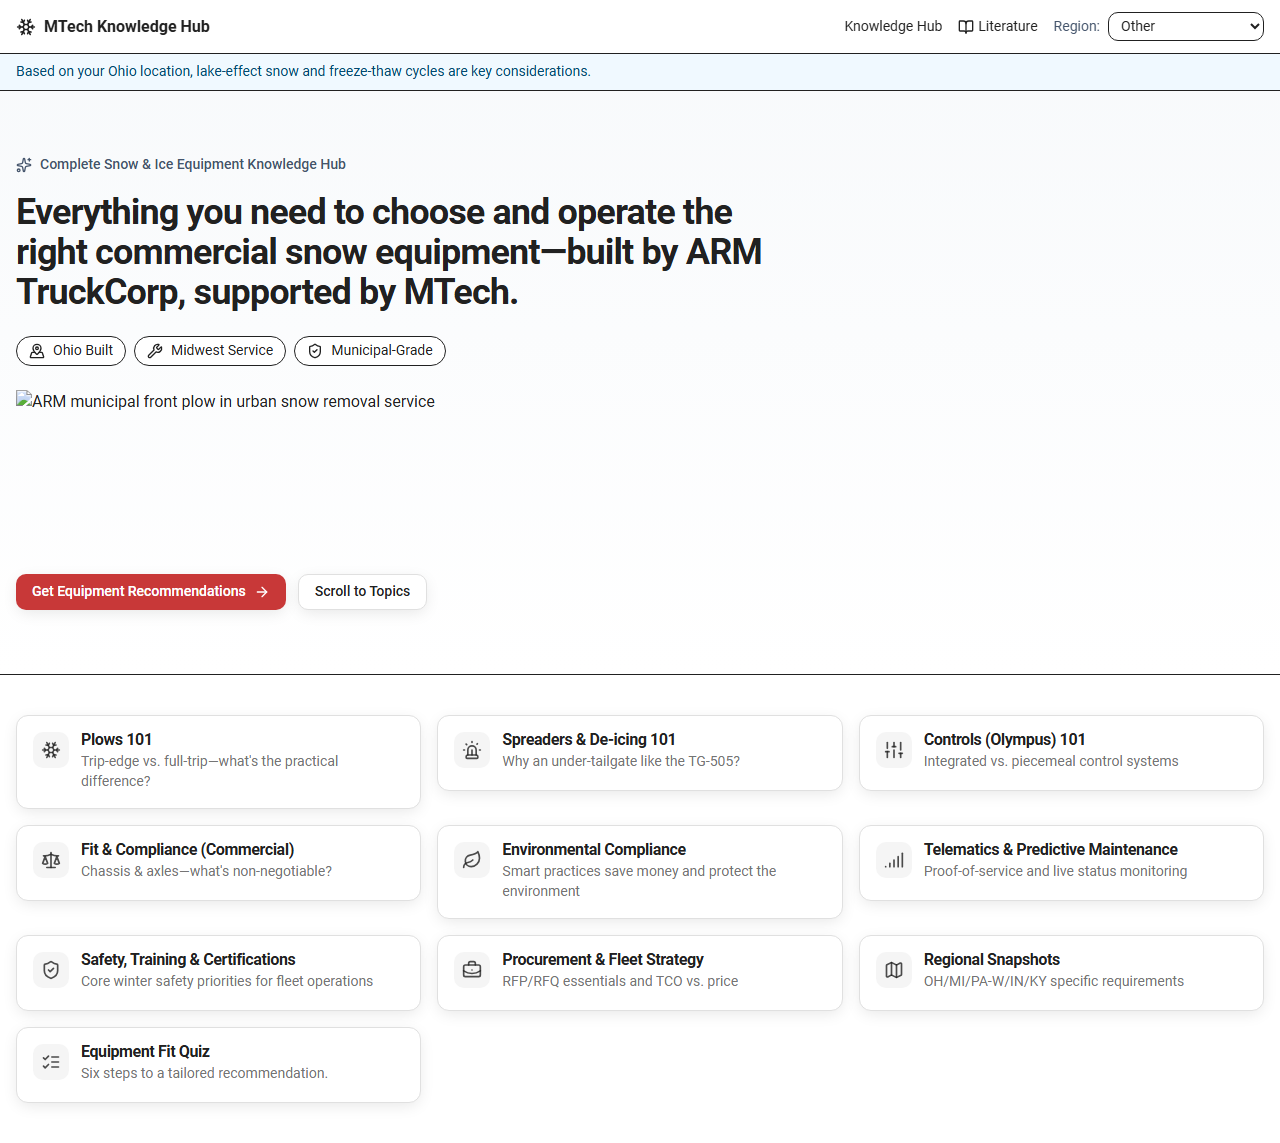 MTech Knowledge Hub
Knowledge Hub
Literature
Region:
Other
Based on your Ohio location, lake-effect snow and freeze-thaw cycles are key considerations.
Complete Snow & Ice Equipment Knowledge Hub
Everything you need to choose and operate the
right commercial snow equipment—built by ARM
TruckCorp, supported by MTech.
Ohio Built
Midwest Service
Municipal-Grade
ARM municipal front plow in urban snow removal service
Get Equipment Recommendations
Scroll to Topics
Plows 101
Trip-edge vs. full-trip—what's the practical
difference?
Spreaders & De-icing 101
Why an under-tailgate like the TG-505?
Controls (Olympus) 101
Integrated vs. piecemeal control systems
Fit & Compliance (Commercial)
Chassis & axles—what's non-negotiable?
Environmental Compliance
Smart practices save money and protect the
environment
Telematics & Predictive Maintenance
Proof-of-service and live status monitoring
Safety, Training & Certifications
Core winter safety priorities for fleet operations
Procurement & Fleet Strategy
RFP/RFQ essentials and TCO vs. price
Regional Snapshots
OH/MI/PA-W/IN/KY specific requirements
Equipment Fit Quiz
Six steps to a tailored recommendation.